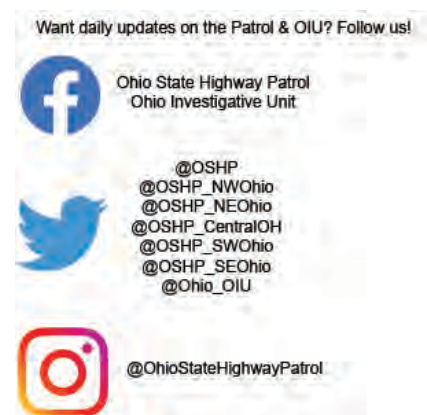 Want daily updates on the Patrol & OIU? Follow us!
Ohio State Highway Patrol
Ohio Investigative Unit
@OSHP
@OSHP_NWOhio
@OSHP_NEOhio
@OSHP_CentralOH
@OSHP_SWOhio
@OSHP_SEOhio
@Ohio_OIU
@OhioStateHighwayPatrol